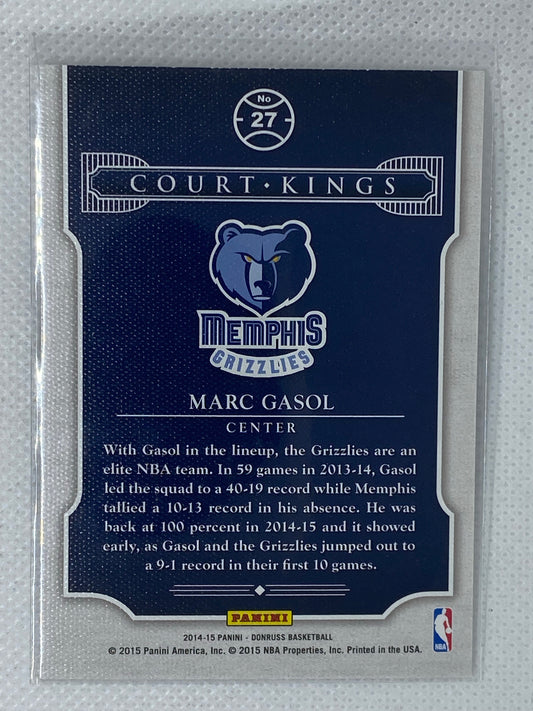 No
27
COURT · KINGS
MEMPHIS
GRIZZLIES
MARC GASOL
CENTER
With Gasol in the lineup, the Grizzlies are an
elite NBA team. In 59 games in 2013-14, Gasol
led the squad to a 40-19 record while Memphis
tallied a 10-13 record in his absence. He was
back at 100 percent in 2014-15 and it showed
early, as Gasol and the Grizzlies jumped out to
a 9-1 record in their first 10 games.
PANINI
2014-15 PANINI - DONRUSS BASKETBALL
© 2015 Panini America, Inc. © 2015 NBA Properties, Inc. Printed in the USA.
NBA